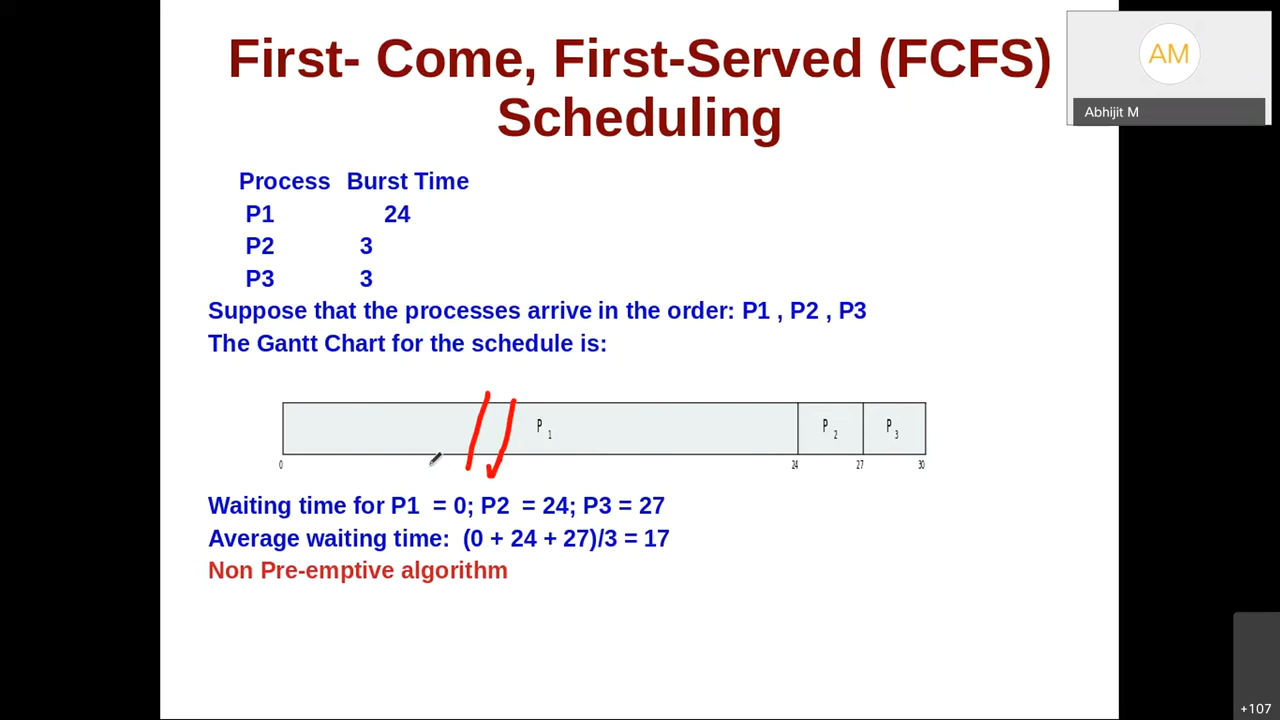 First- Come, First-Served (FCFS)
Scheduling
AM
Abhijit M
Process Burst Time
P1 24
P2 3
P3 3
Suppose that the processes arrive in the order: P1 , P2 , P3
The Gantt Chart for the schedule is:
P 1 P 2 P 3
0 24 27 30
Waiting time for P1 = 0; P2 = 24; P3 = 27
Average waiting time: (0 + 24 + 27)/3 = 17
Non Pre-emptive algorithm
+107